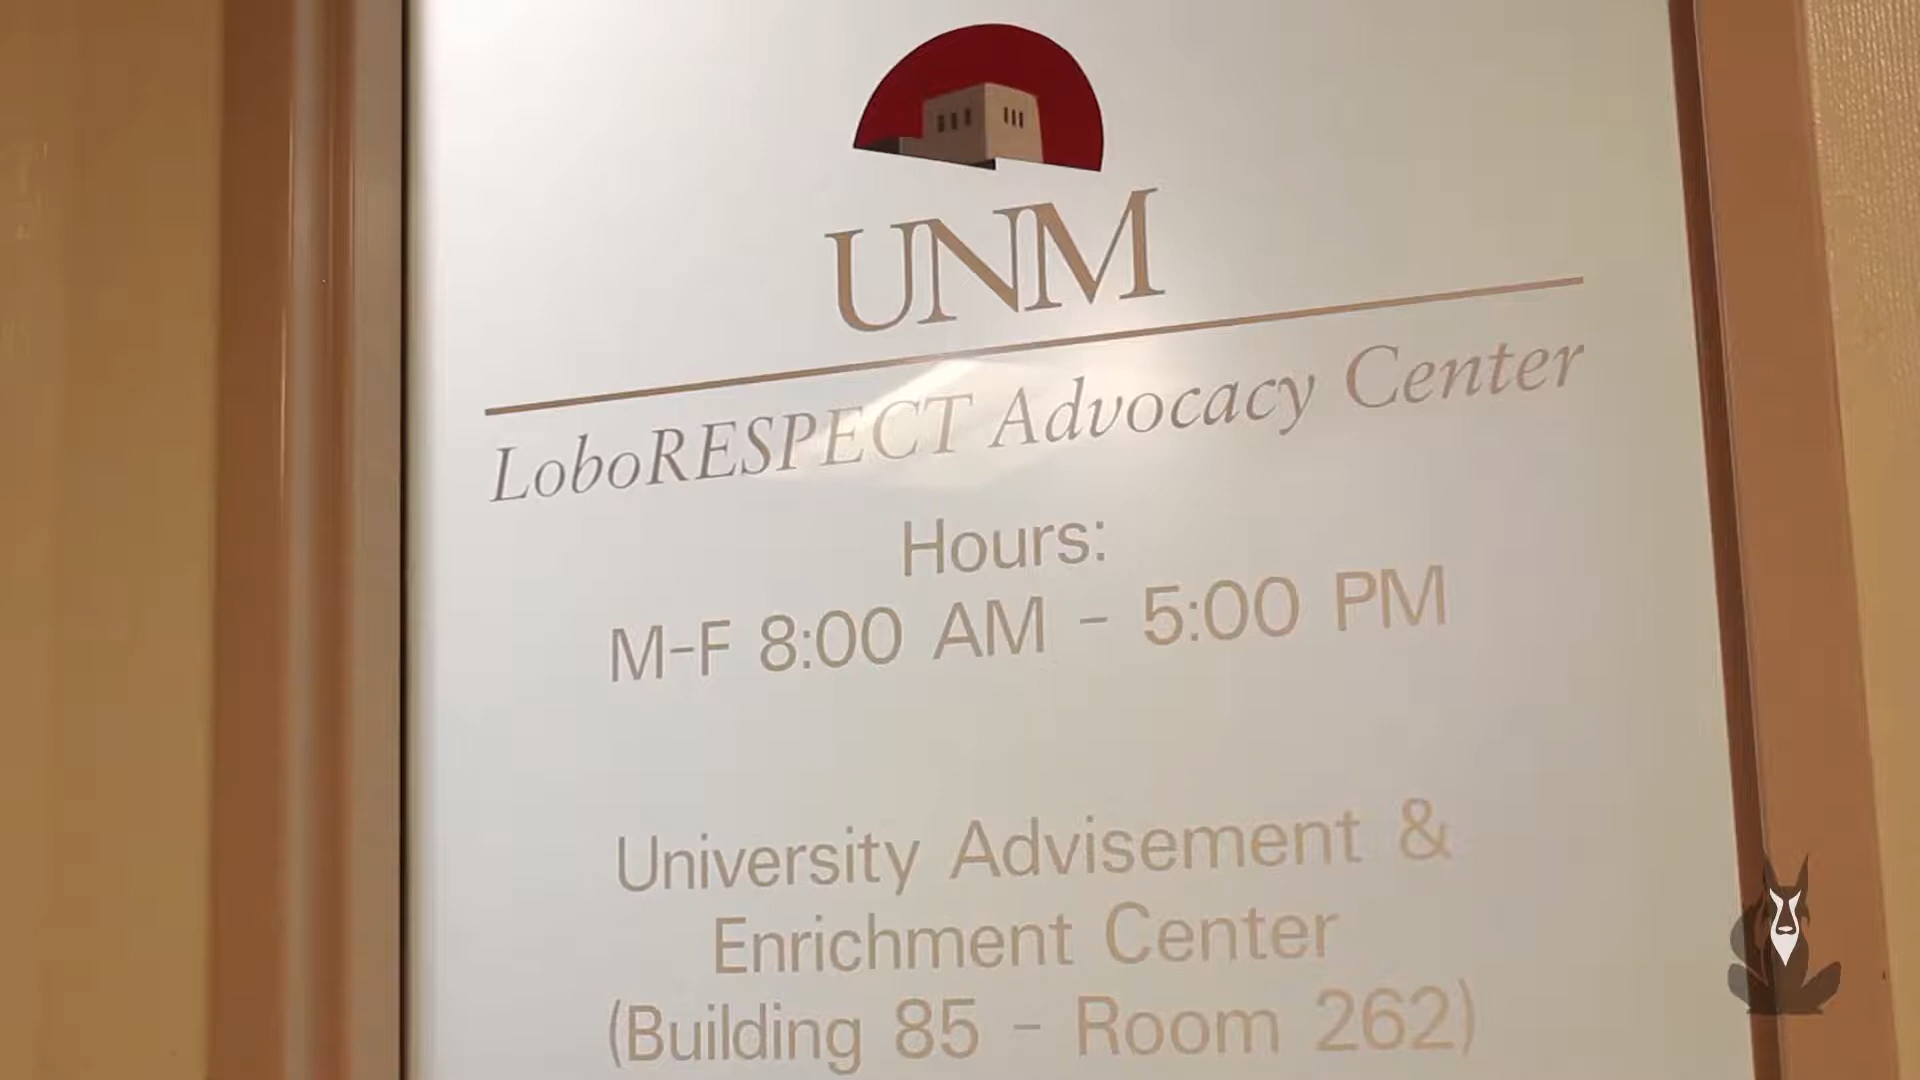 UNM
LoboRESPECT Advocacy Center
Hours:
M-F 8:00 AM - 5:00 PM
University Advisement &
Enrichment Center
(Building 85 - Room 262)